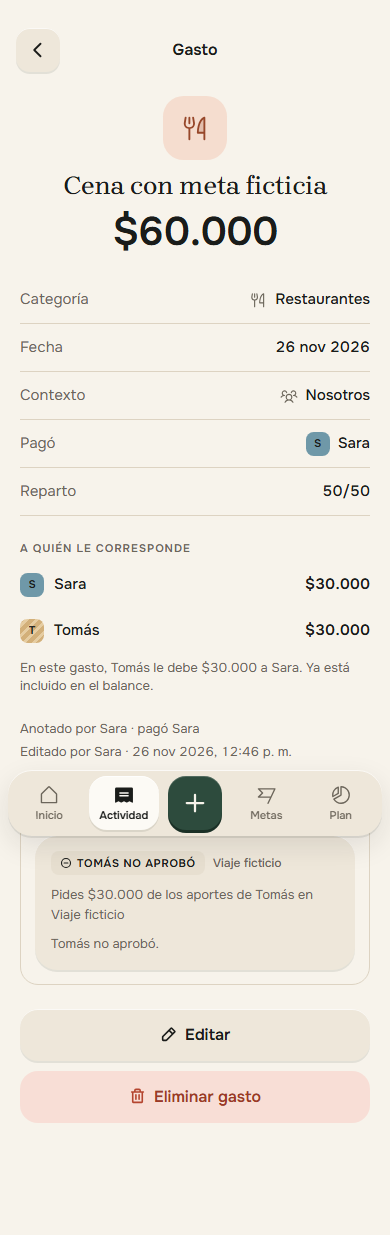 Gasto
Cena con meta ficticia
$60.000
Categoría
Restaurantes
Fecha
26 nov 2026
Contexto
Nosotros
Pagó
S
Sara
Reparto
50/50
A QUIÉN LE CORRESPONDE
S
Sara
$30.000
T
Tomás
$30.000
En este gasto, Tomás le debe $30.000 a Sara. Ya está
incluido en el balance.
Anotado por Sara · pagó Sara
Editado por Sara · 26 nov 2026, 12:46 p. m.
Inicio
Actividad
Metas
Plan
TOMÁS NO APROBÓ
Viaje ficticio
Pides $30.000 de los aportes de Tomás en
Viaje ficticio
Tomás no aprobó.
Editar
Eliminar gasto